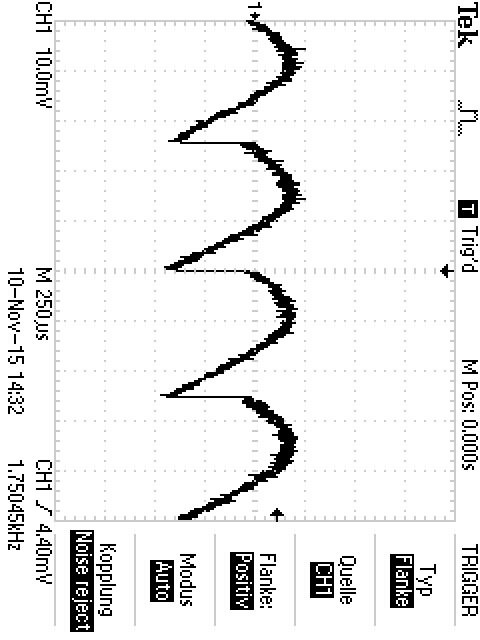 Tek
T Trig'd
M Pos: 0.000s
TRIGGER
Typ
Flanke
Quelle
CH1
Flanke:
Positiv
Modus
Auto
Kopplung
Noise reject
1
CH1 10.0mV
M 250µs
CH1 / 4.40mV
10-Nov-15 14:32
1.75045kHz